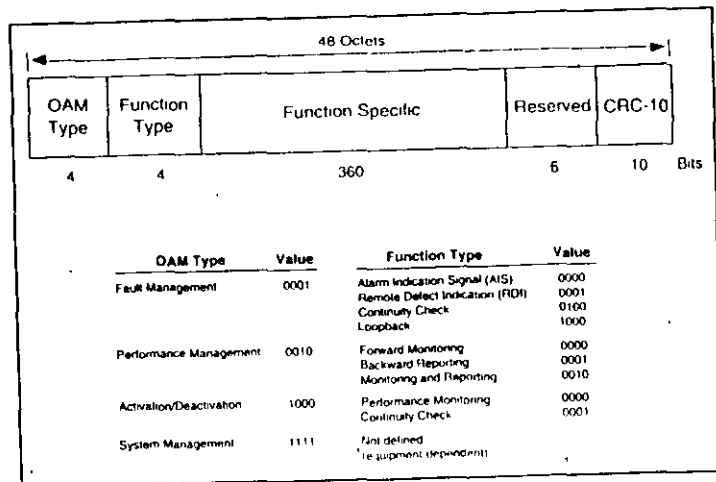 48 Octets
OAM Type
Function Type
Function Specific
Reserved
CRC-10
4
4
360
6
10
Bits
OAM Type Value Function Type Value
Fault Management 0001 Alarm Indication Signal (AIS) 0000
Remote Defect Indication (RDI) 0001
Continuity Check 0100
Loopback 1000
Performance Management 0010 Forward Monitoring 0000
Backward Reporting 0001
Monitoring and Reporting 0010
Activation/Deactivation 1000 Performance Monitoring 0000
Continuity Check 0001
System Management 1111 Not defined
(equipment dependent)